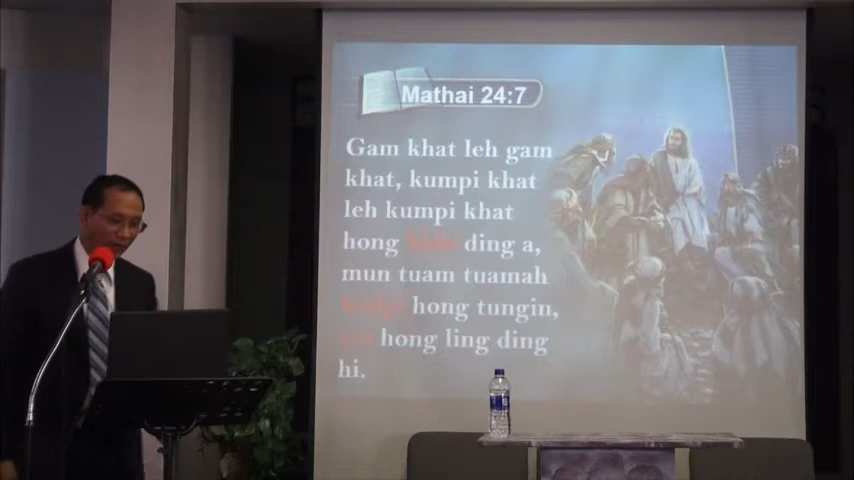 Mathai 24:7
Gam khat leh gam
khat, kumpi khat
leh kumpi khat
hong ding a,
mun tuam tuamah
hong tungin,
hong ling ding
hi.